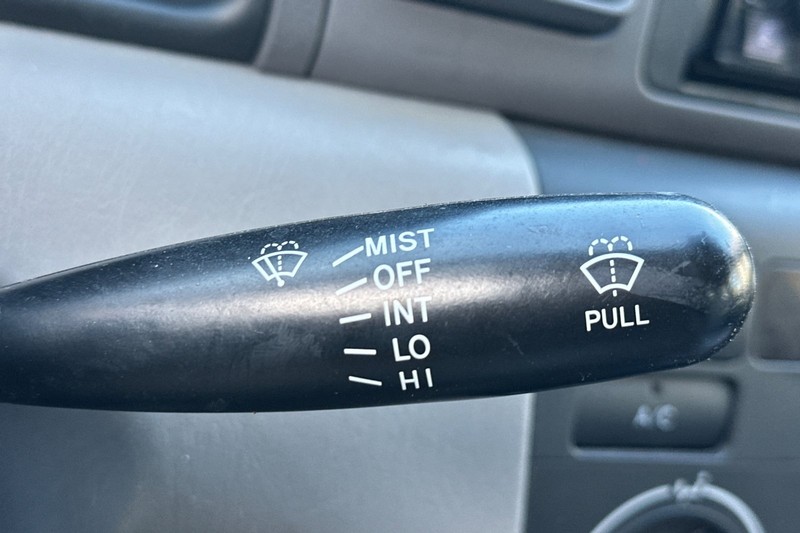 MIST
OFF
INT
LO
HI
PULL
A/C